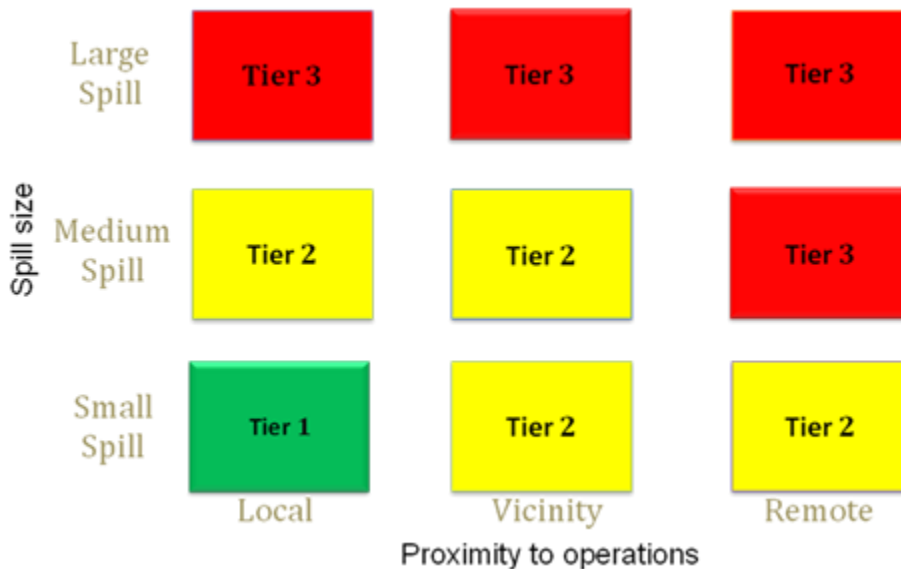 Large
Spill
Tier 3
Tier 3
Tier 3
Spill size
Medium
Spill
Tier 2
Tier 2
Tier 3
Small
Spill
Tier 1
Tier 2
Tier 2
Local
Vicinity
Remote
Proximity to operations